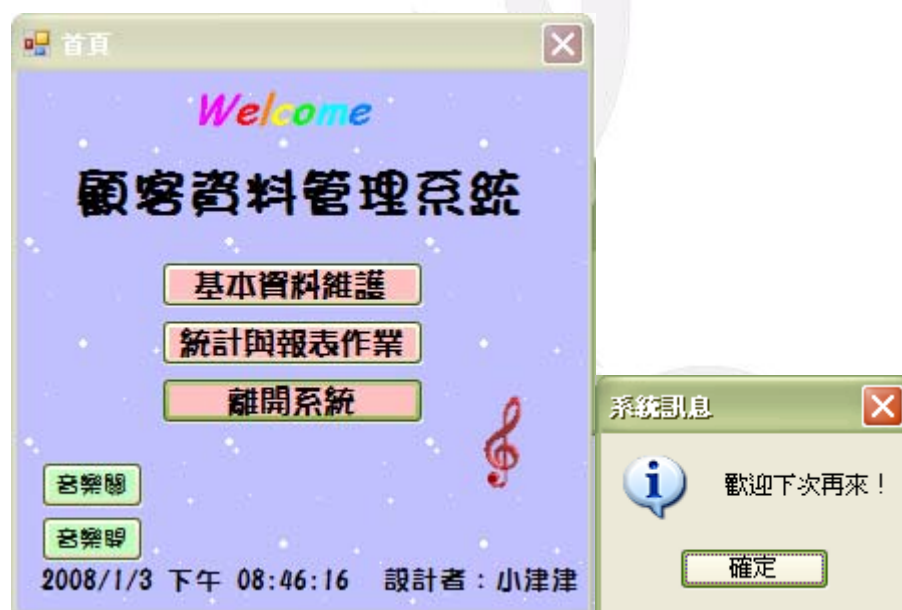 首頁
Welcome
顧客資料管理系統
基本資料維護
統計與報表作業
離開系統
音樂關
音樂開
2008/1/3 下午 08:46:16 設計者：小津津
系統訊息
歡迎下次再來！
確定